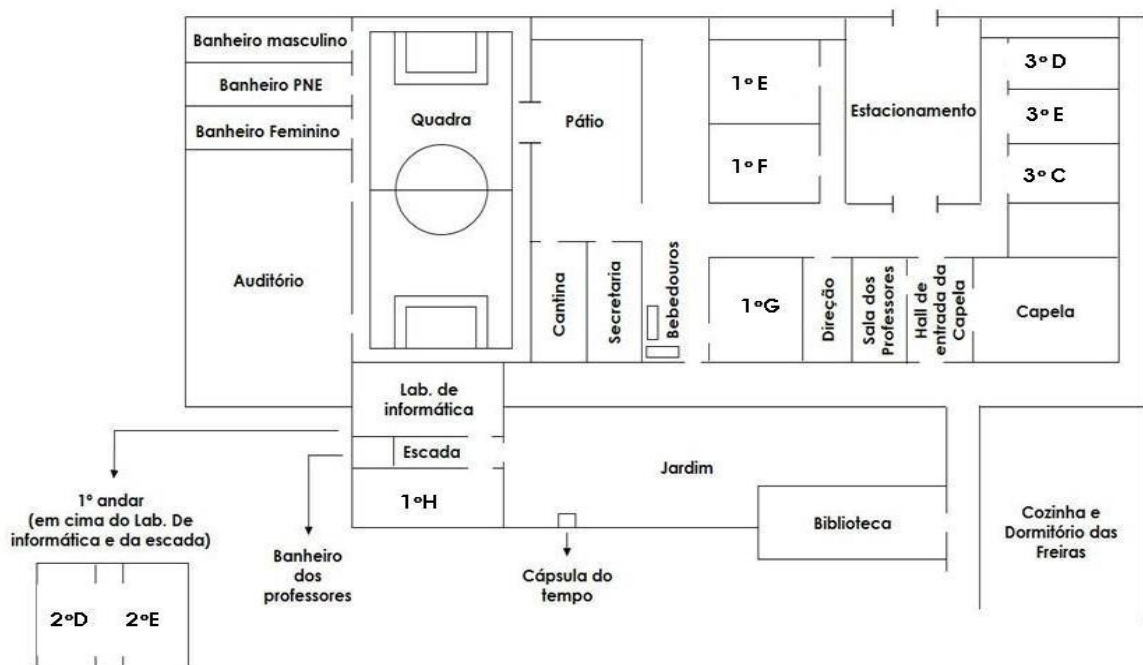 Banheiro masculino
Banheiro PNE
Banheiro Feminino
Quadra
Pátio
1º E
1º F
Estacionamento
3º D
3º E
3º C
Auditório
Cantina
Secretaria
Bebedouros
1ºG
Direção
Sala dos
Professores
Hall de
entrada da
Capela
Capela
Lab. de
informática
Escada
1ºH
Jardim
Biblioteca
Cozinha e
Dormitório das
Freiras
1º andar
(em cima do Lab. De
informática e da escada)
Banheiro
dos
professores
Cápsula do
tempo
2ºD
2ºE